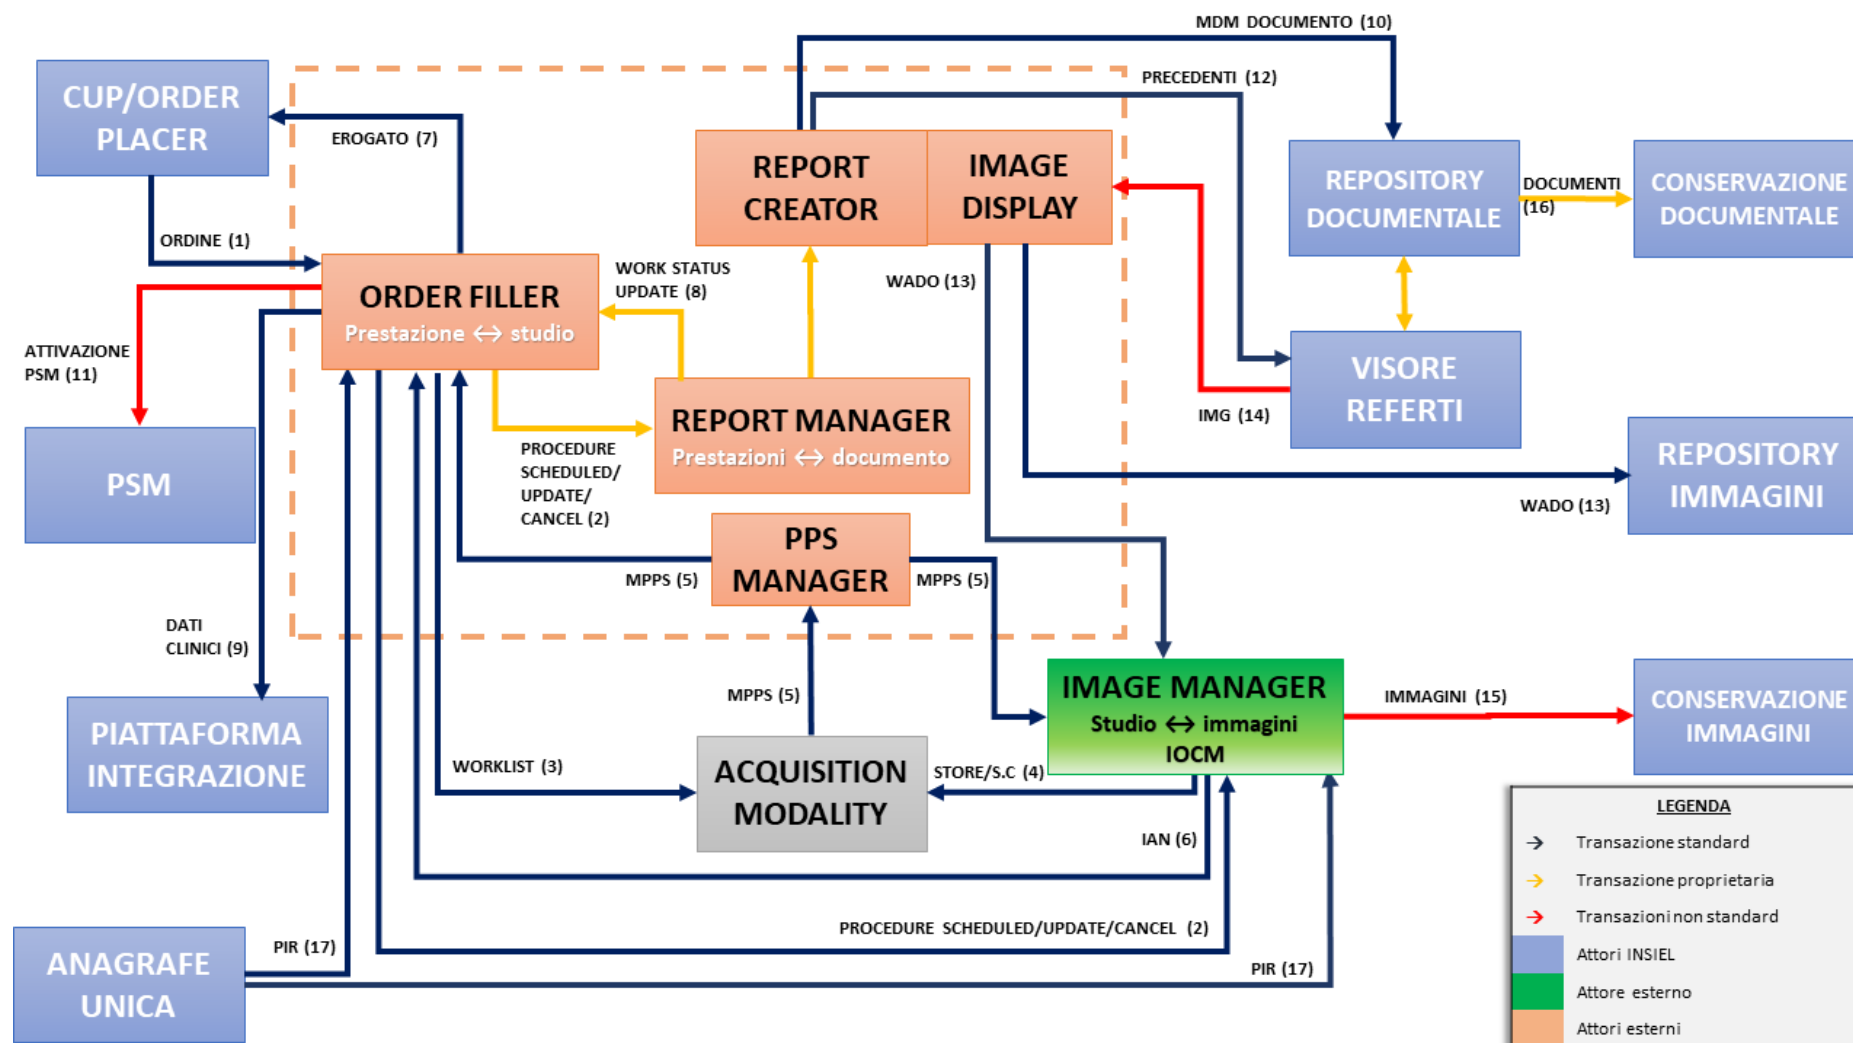 MDM DOCUMENTO (10)
PRECEDENTI (12)
CUP/ORDER
PLACER
EROGATO (7)
REPORT
CREATOR
IMAGE
DISPLAY
REPOSITORY
DOCUMENTALE
DOCUMENTI
(16)
CONSERVAZIONE
DOCUMENTALE
ORDINE (1)
WORK STATUS
UPDATE (8)
WADO (13)
ORDER FILLER
Prestazione ↔ studio
ATTIVAZIONE
PSM (11)
VISORE
REFERTI
IMG (14)
REPORT MANAGER
Prestazioni ↔ documento
PROCEDURE
SCHEDULED/
UPDATE/
CANCEL (2)
PSM
REPOSITORY
IMMAGINI
WADO (13)
PPS
MANAGER
MPPS (5)
MPPS (5)
DATI
CLINICI (9)
MPPS (5)
IMAGE MANAGER
Studio ↔ immagini
IOCM
IMMAGINI (15)
CONSERVAZIONE
IMMAGINI
PIATTAFORMA
INTEGRAZIONE
WORKLIST (3)
ACQUISITION
MODALITY
STORE/S.C (4)
IAN (6)
PROCEDURE SCHEDULED/UPDATE/CANCEL (2)
ANAGRAFE
UNICA
PIR (17)
PIR (17)
LEGENDA
Transazione standard
Transazione proprietaria
Transazioni non standard
Attori INSIEL
Attore esterno
Attori esterni